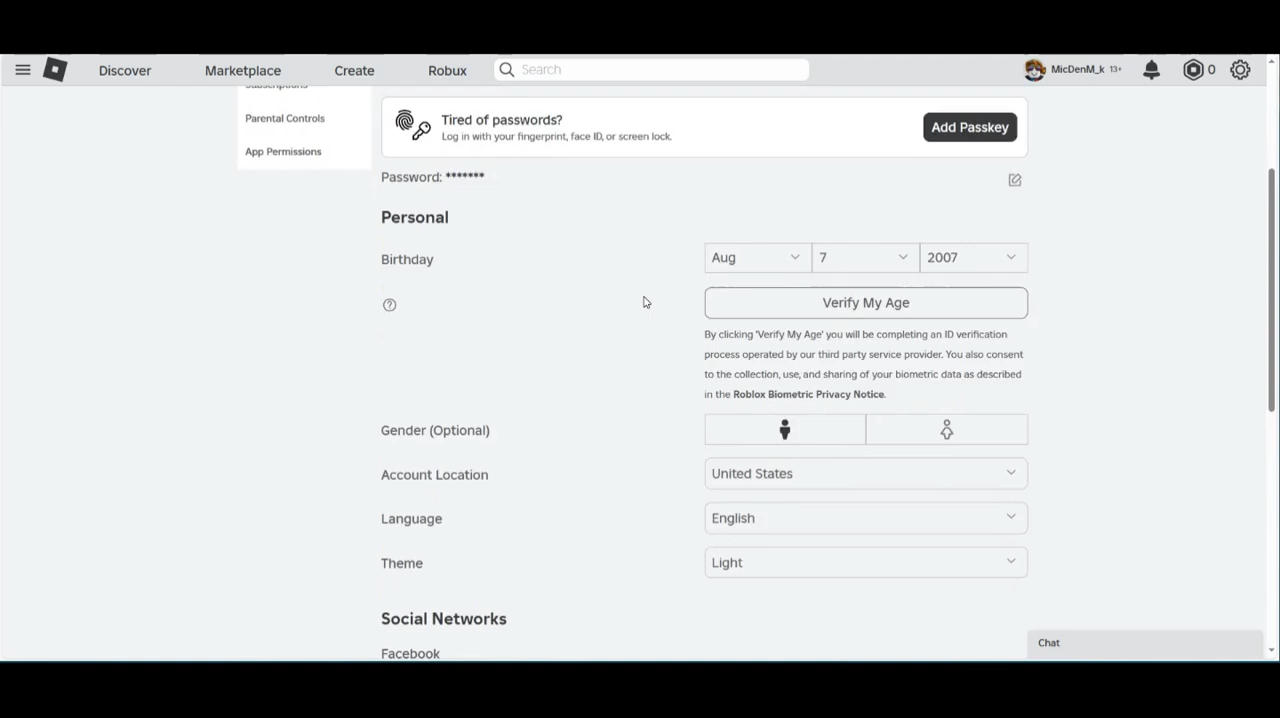 Discover Marketplace Create Robux Search MicDenM_k 13+ 0
Subscriptions
Parental Controls
App Permissions
Tired of passwords?
Log in with your fingerprint, face ID, or screen lock.
Add Passkey
Password: *******
Personal
Birthday Aug 7 2007
Verify My Age
By clicking 'Verify My Age' you will be completing an ID verification
process operated by our third party service provider. You also consent
to the collection, use, and sharing of your biometric data as described
in the Roblox Biometric Privacy Notice.
Gender (Optional)
Account Location United States
Language English
Theme Light
Social Networks
Facebook
Chat